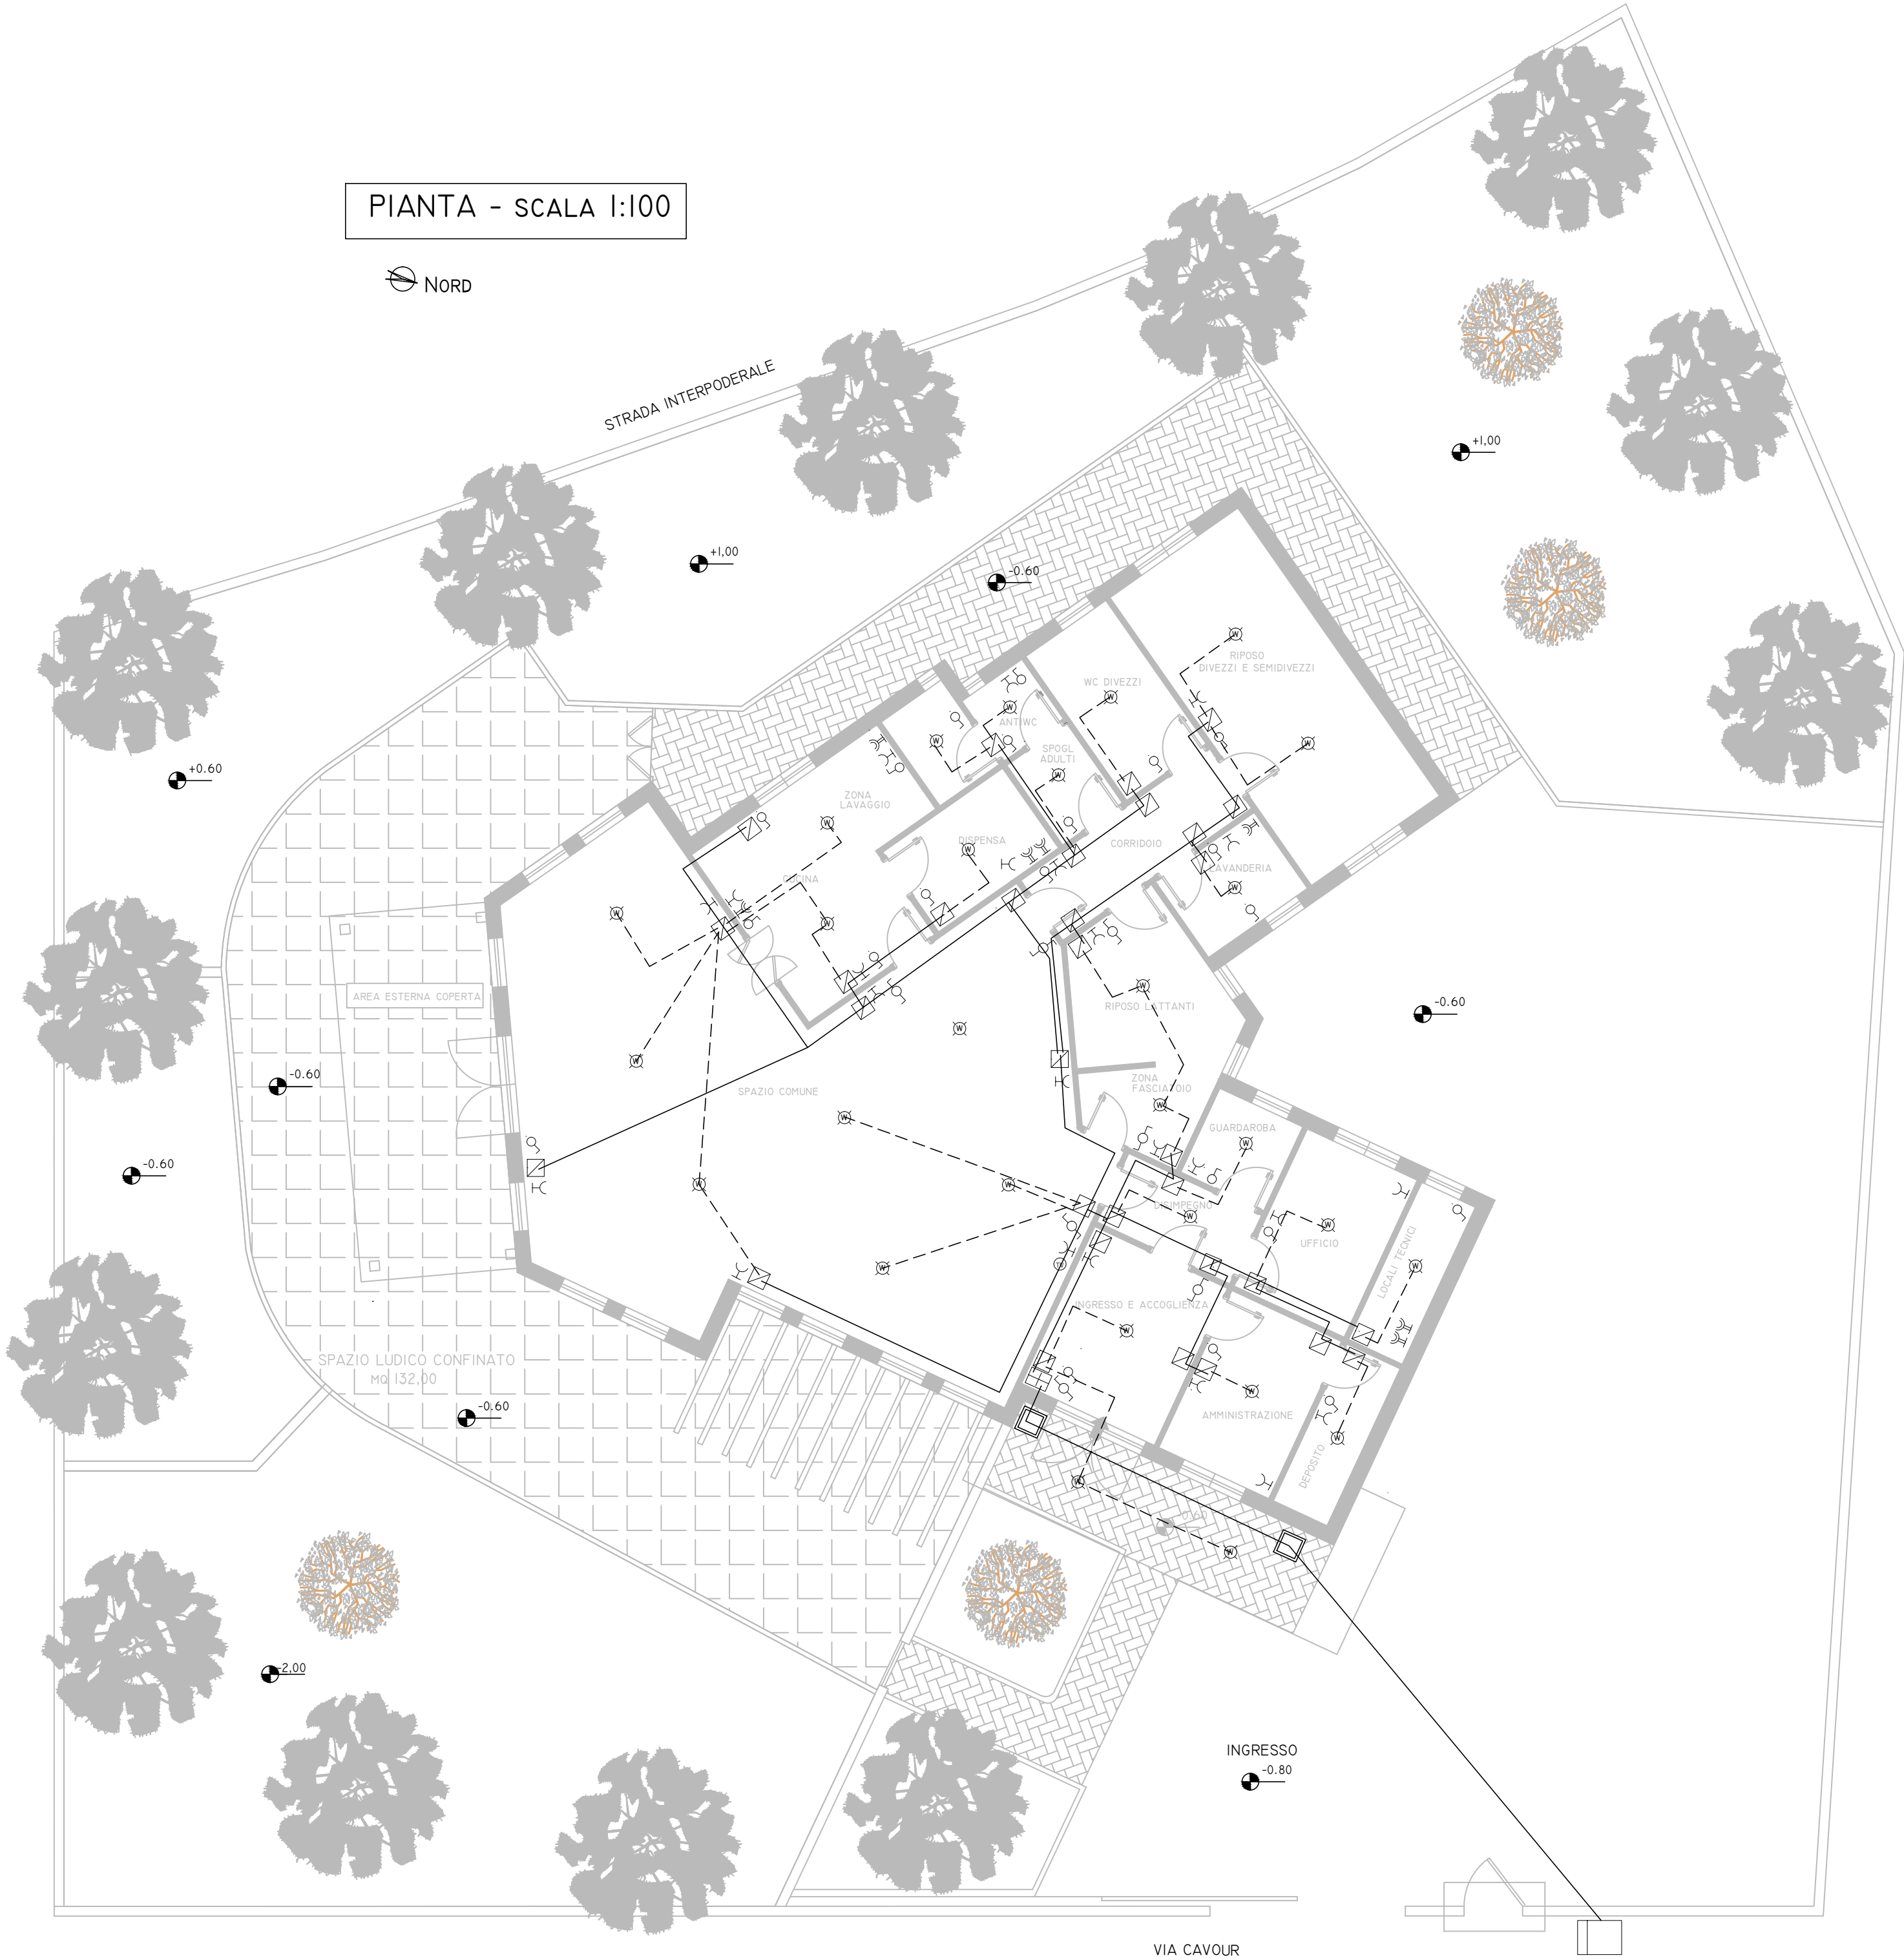 PIANTA - SCALA 1:100
NORD
STRADA INTERPODERALE
+1,00
+1,00
-0.60
+0.60
RIPOSO
DIVEZZI E SEMIDIVEZZI
WC DIVEZZI
ANTIWC
SPOGL
ADULTI
ZONA
LAVAGGIO
DISPENSA
CORRIDOIO
LAVANDERIA
CUCINA
AREA ESTERNA COPERTA
RIPOSO LATTANTI
-0.60
-0.60
SPAZIO COMUNE
ZONA
FASCIATOIO
GUARDAROBA
-0.60
DISIMPEGNO
UFFICIO
LOCALI TECNICI
TV
INGRESSO E ACCOGLIENZA
SPAZIO LUDICO CONFINATO
MQ 132,00
-0.60
AMMINISTRAZIONE
DEPOSITO
-0.60
-2,00
INGRESSO
-0.80
VIA CAVOUR